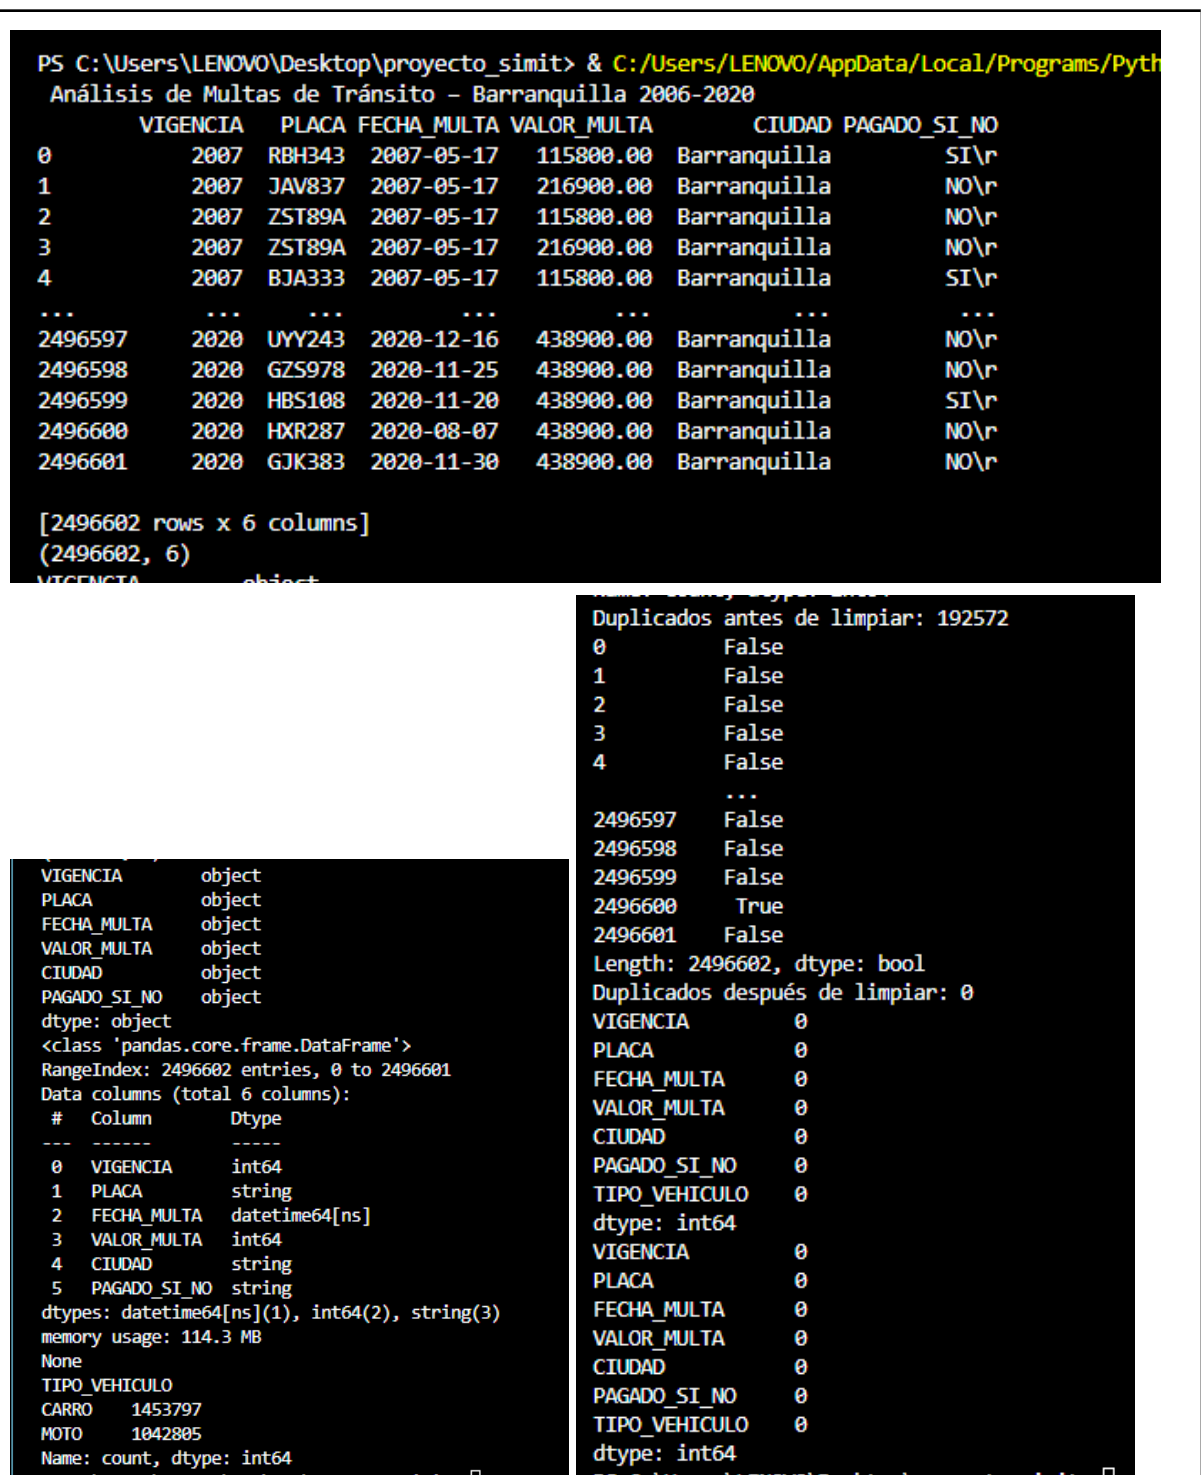 PS C:\Users\LENOVO\Desktop\proyecto_simit> & C:/Users/LENOVO/AppData/Local/Programs/Pyth
Análisis de Multas de Tránsito – Barranquilla 2006-2020
VIGENCIA PLACA FECHA_MULTA VALOR_MULTA CIUDAD PAGADO_SI_NO
0 2007 RBH343 2007-05-17 115800.00 Barranquilla SI\r
1 2007 JAV837 2007-05-17 216900.00 Barranquilla NO\r
2 2007 ZST89A 2007-05-17 115800.00 Barranquilla NO\r
3 2007 ZST89A 2007-05-17 216900.00 Barranquilla NO\r
4 2007 BJA333 2007-05-17 115800.00 Barranquilla SI\r
... ... ... ... ... ... ...
2496597 2020 UYY243 2020-12-16 438900.00 Barranquilla NO\r
2496598 2020 GZS978 2020-11-25 438900.00 Barranquilla NO\r
2496599 2020 HBS108 2020-11-20 438900.00 Barranquilla SI\r
2496600 2020 HXR287 2020-08-07 438900.00 Barranquilla NO\r
2496601 2020 GJK383 2020-11-30 438900.00 Barranquilla NO\r
[2496602 rows x 6 columns]
(2496602, 6)
VIGENCIA object
VIGENCIA object
PLACA object
FECHA_MULTA object
VALOR_MULTA object
CIUDAD object
PAGADO_SI_NO object
dtype: object
<class 'pandas.core.frame.DataFrame'>
RangeIndex: 2496602 entries, 0 to 2496601
Data columns (total 6 columns):
# Column Dtype
--- ------ -----
0 VIGENCIA int64
1 PLACA string
2 FECHA_MULTA datetime64[ns]
3 VALOR_MULTA int64
4 CIUDAD string
5 PAGADO_SI_NO string
dtypes: datetime64[ns](1), int64(2), string(3)
memory usage: 114.3 MB
None
TIPO_VEHICULO
CARRO 1453797
MOTO 1042805
Name: count, dtype: int64
Duplicados antes de limpiar: 192572
0 False
1 False
2 False
3 False
4 False
...
2496597 False
2496598 False
2496599 False
2496600 True
2496601 False
Length: 2496602, dtype: bool
Duplicados después de limpiar: 0
VIGENCIA 0
PLACA 0
FECHA_MULTA 0
VALOR_MULTA 0
CIUDAD 0
PAGADO_SI_NO 0
TIPO_VEHICULO 0
dtype: int64
VIGENCIA 0
PLACA 0
FECHA_MULTA 0
VALOR_MULTA 0
CIUDAD 0
PAGADO_SI_NO 0
TIPO_VEHICULO 0
dtype: int64